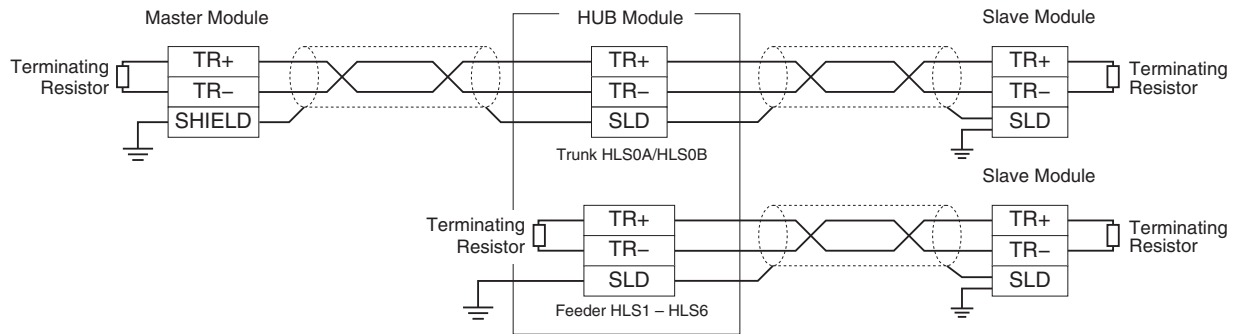 Master Module
HUB Module
Slave Module
Terminating
Resistor
TR+
TR−
SHIELD
TR+
TR−
SLD
Trunk HLS0A/HLS0B
TR+
TR−
SLD
Terminating
Resistor
Slave Module
Terminating
Resistor
TR+
TR−
SLD
Feeder HLS1 – HLS6
TR+
TR−
SLD
Terminating
Resistor